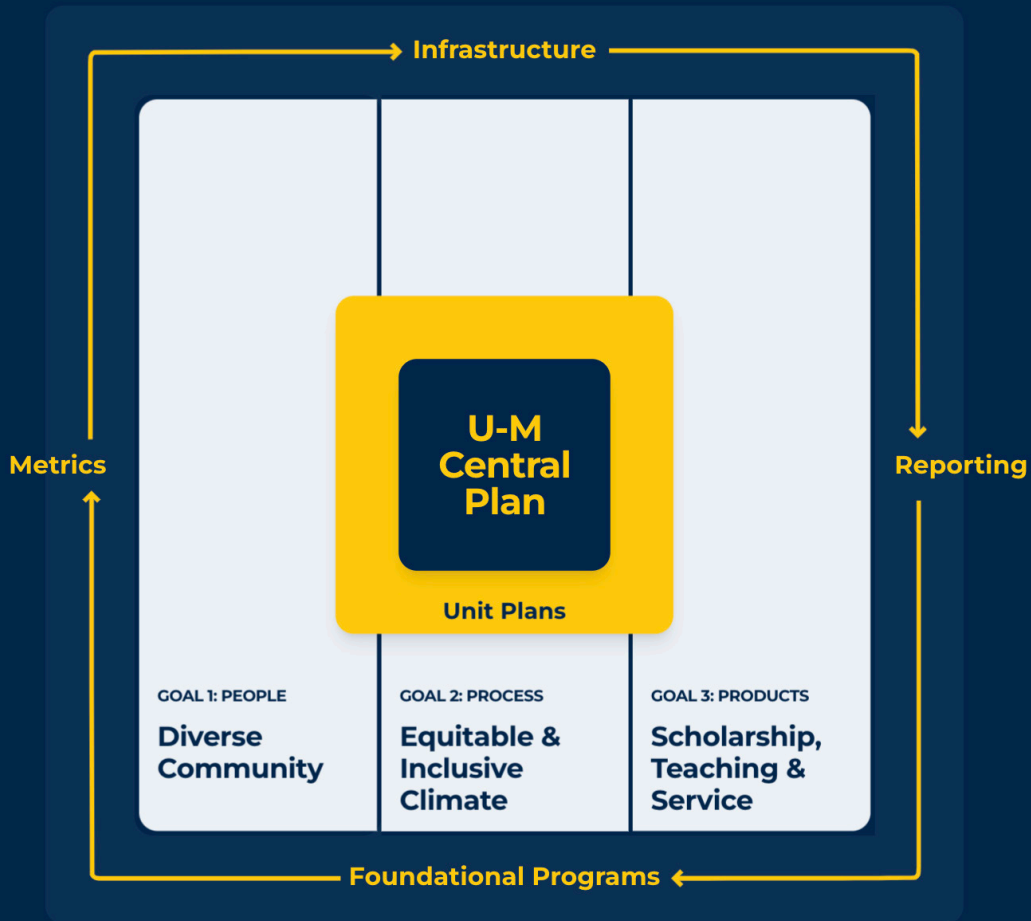 Infrastructure
U-M
Central
Plan
Metrics
Reporting
Unit Plans
GOAL 1: PEOPLE
Diverse
Community
GOAL 2: PROCESS
Equitable &
Inclusive
Climate
GOAL 3: PRODUCTS
Scholarship,
Teaching &
Service
Foundational Programs